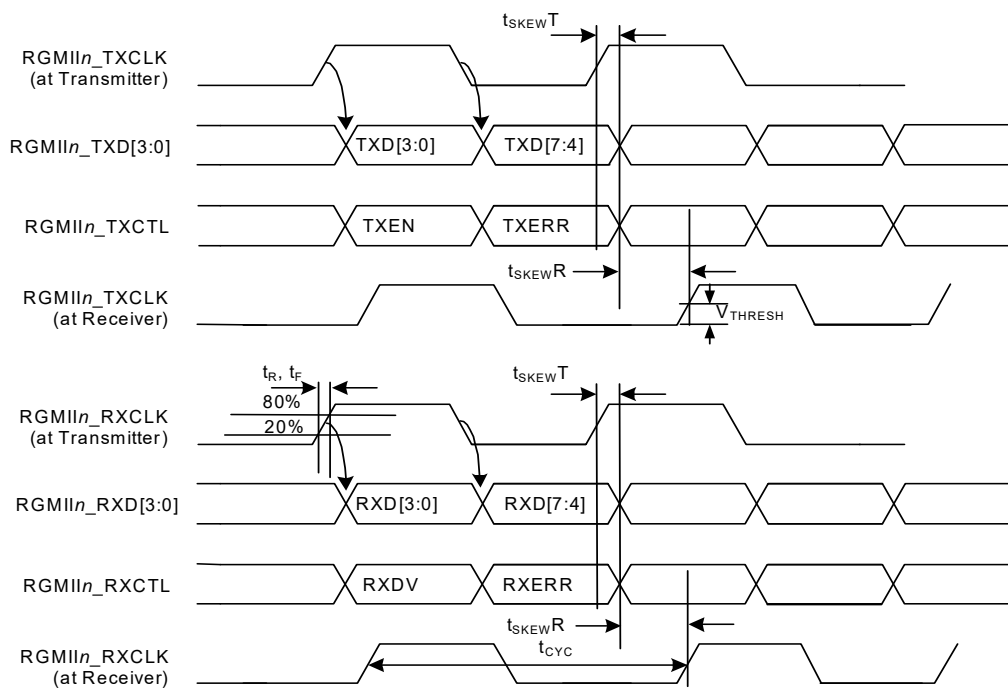 tSKEWT
RGMIIn_TXCLK
(at Transmitter)
RGMIIn_TXD[3:0]
TXD[3:0]
TXD[7:4]
RGMIIn_TXCTL
TXEN
TXERR
tSKEWR
RGMIIn_TXCLK
(at Receiver)
VTHRESH
tR, tF
tSKEWT
80%
RGMIIn_RXCLK
(at Transmitter)
20%
RGMIIn_RXD[3:0]
RXD[3:0]
RXD[7:4]
RGMIIn_RXCTL
RXDV
RXERR
tSKEWR
tCYC
RGMIIn_RXCLK
(at Receiver)